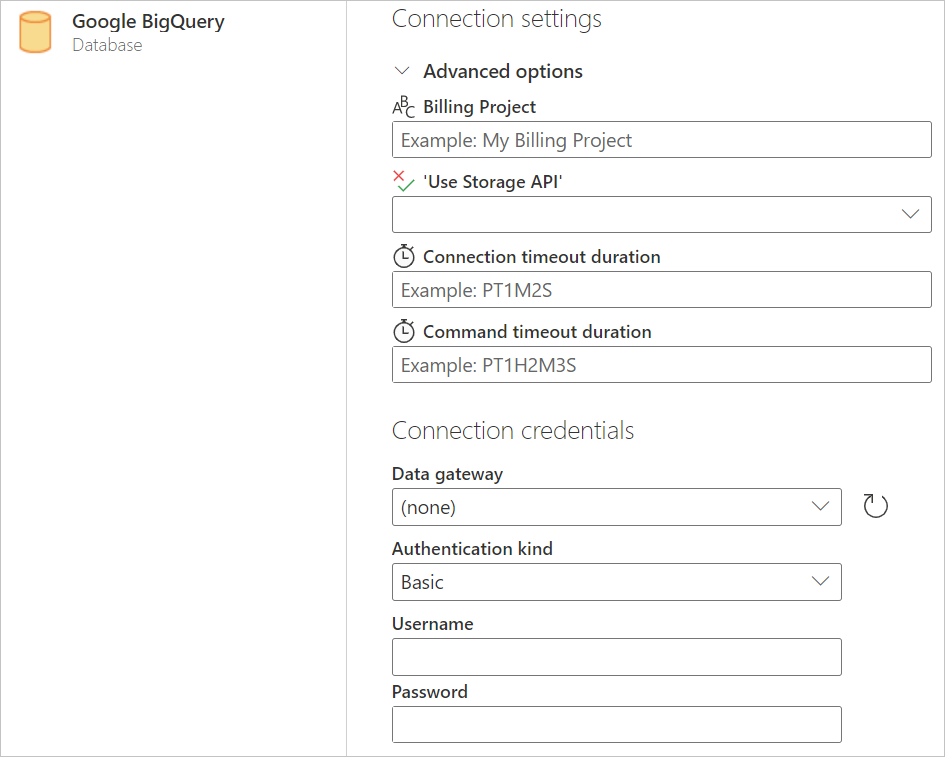 Google BigQuery
Database
Connection settings
Advanced options
ABC Billing Project
Example: My Billing Project
'Use Storage API'
Connection timeout duration
Example: PT1M2S
Command timeout duration
Example: PT1H2M3S
Connection credentials
Data gateway
(none)
Authentication kind
Basic
Username
Password